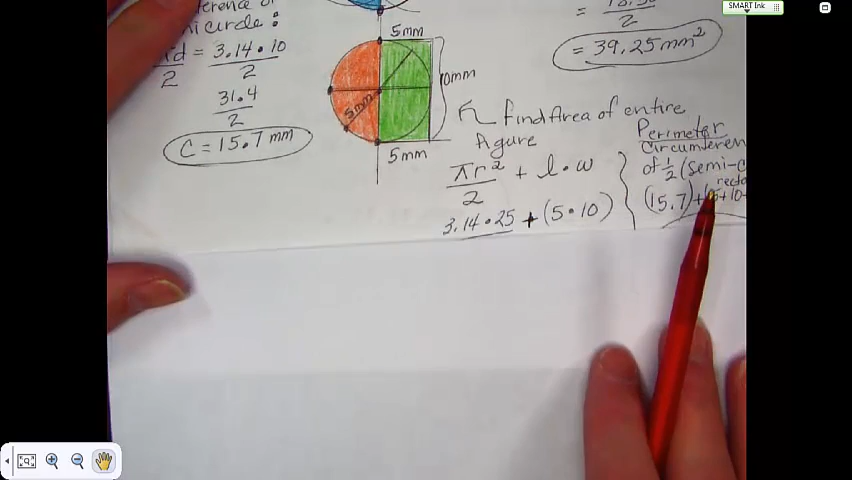 SMART Ink
micircle:
3.14 · 10
2
2
31.4
2
C = 15.7 mm
5mm
10mm
5mm
5mm
2
= 39.25 mm²
find Area of entire
figure
πr² + l · w
2
3.14 · 25 + (5 · 10)
Perimeter
Circumferen
of 1/2 (semi-c
(15.7) +